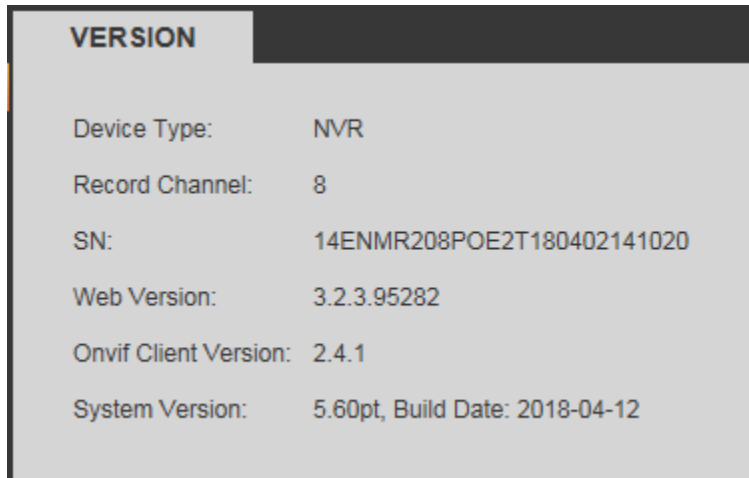 VERSION
Device Type: NVR
Record Channel: 8
SN: 14ENMR208POE2T180402141020
Web Version: 3.2.3.95282
Onvif Client Version: 2.4.1
System Version: 5.60pt, Build Date: 2018-04-12